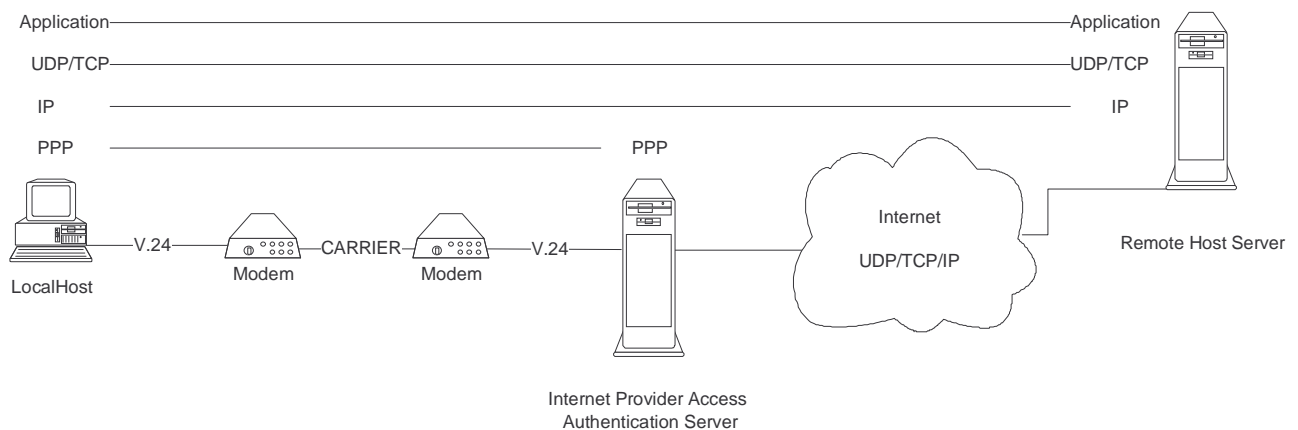 Application
Application
UDP/TCP
UDP/TCP
IP
IP
PPP
PPP
Internet
UDP/TCP/IP
V.24
CARRIER
V.24
Modem
Modem
LocalHost
Remote Host Server
Internet Provider Access
Authentication Server